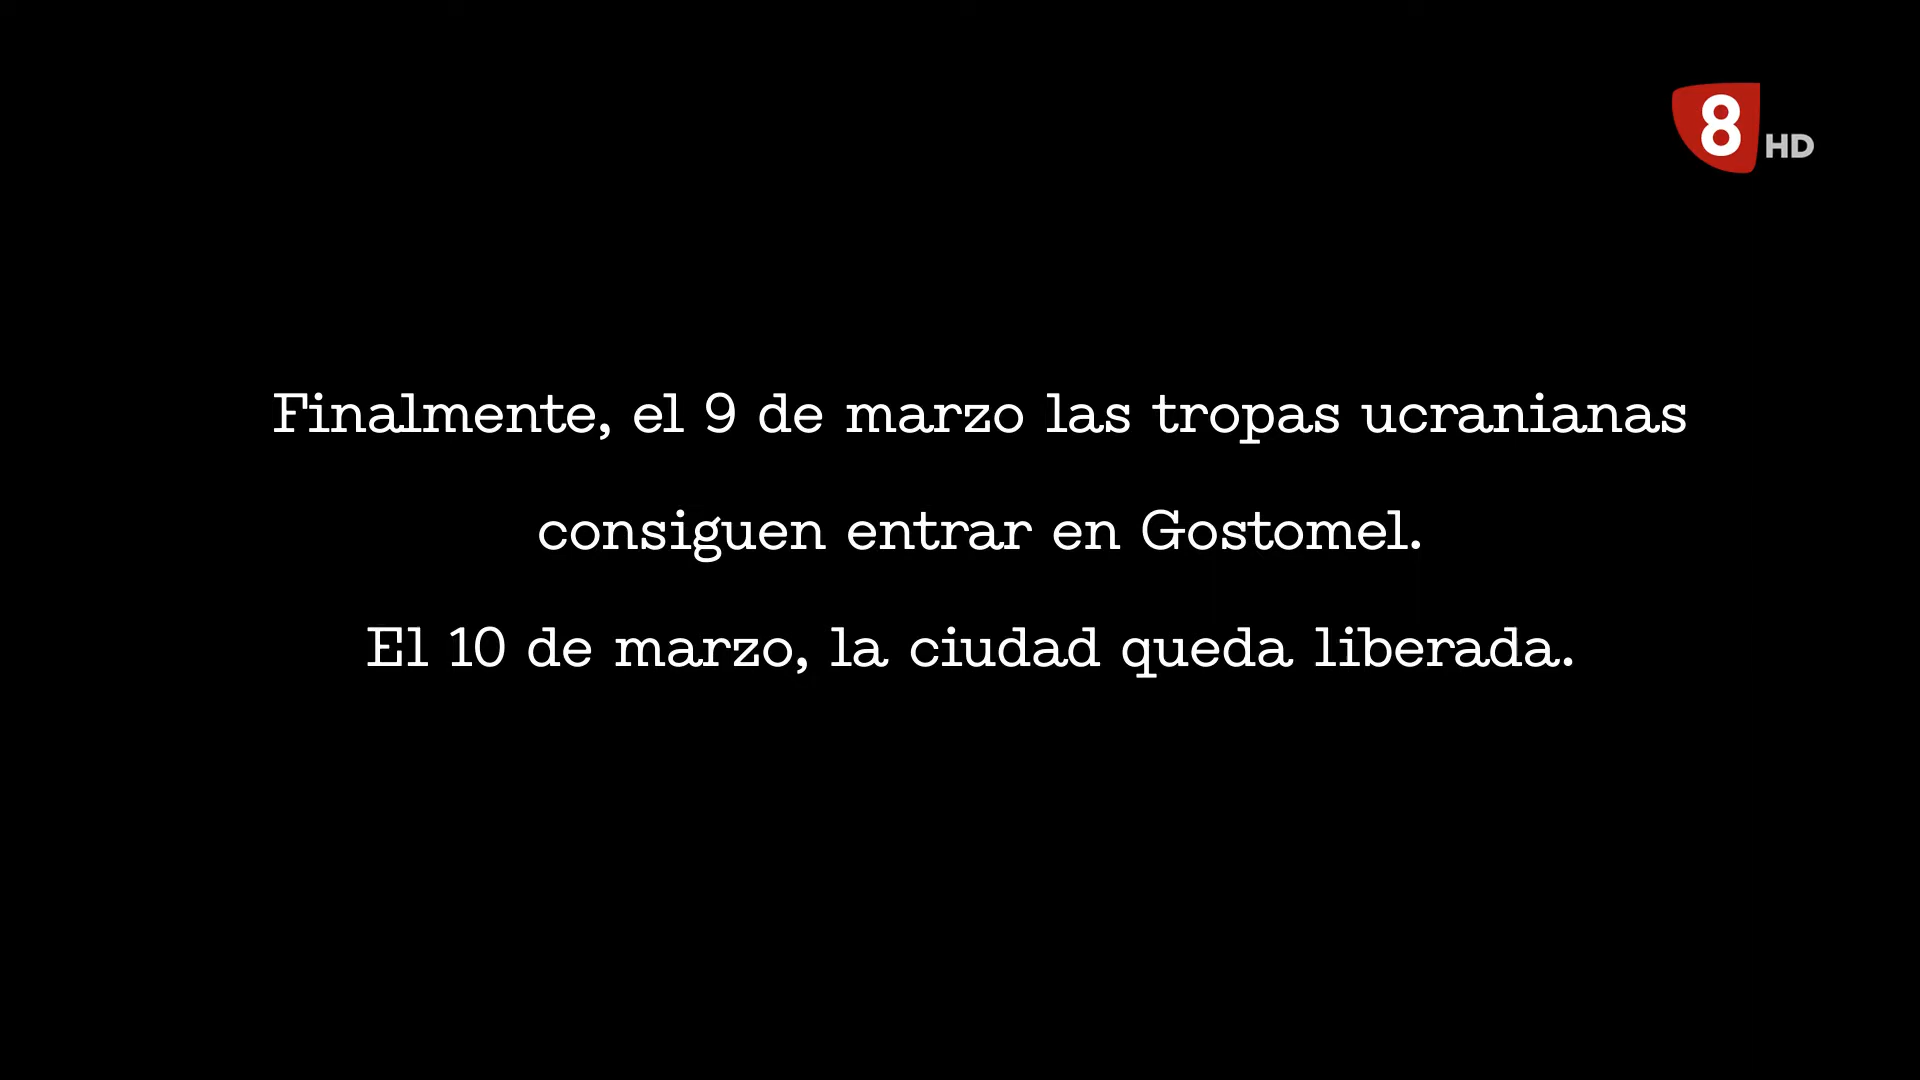 8 HD
Finalmente, el 9 de marzo las tropas ucranianas
consiguen entrar en Gostomel.
El 10 de marzo, la ciudad queda liberada.